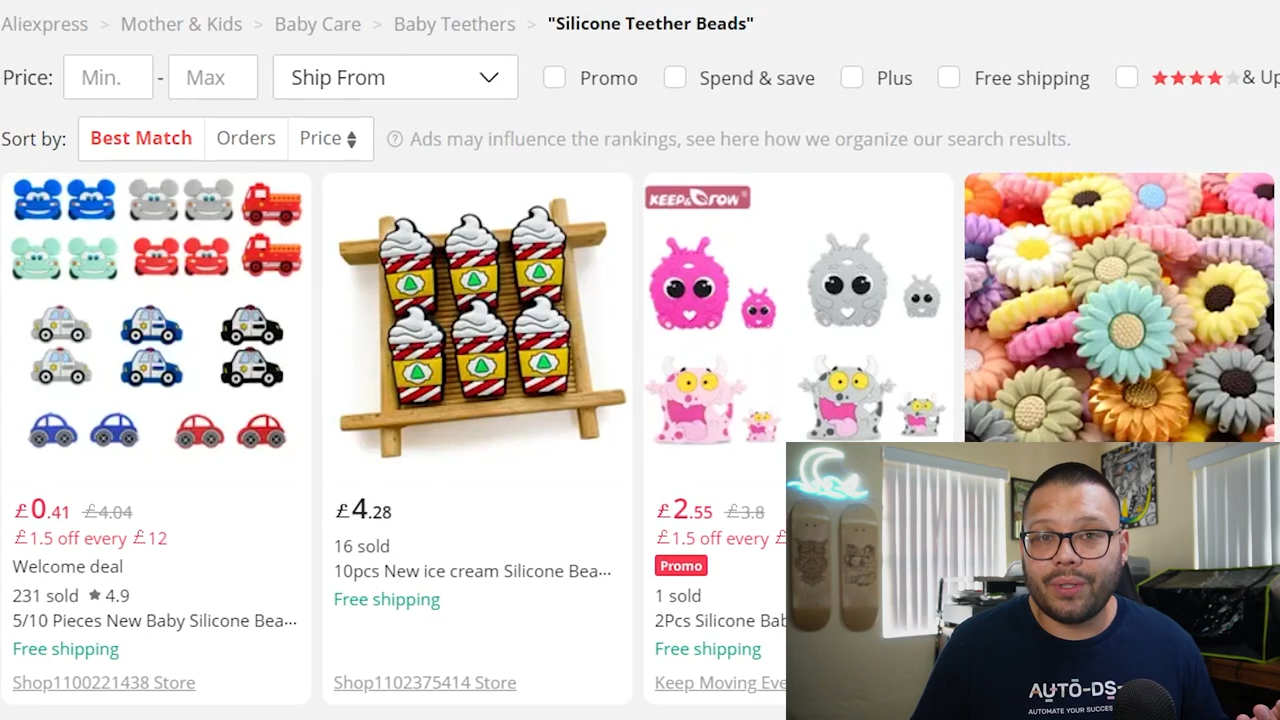 Aliexpress > Mother & Kids > Baby Care > Baby Teethers > "Silicone Teether Beads"
Price: Min. - Max Ship From Promo Spend & save Plus Free shipping & Up
Sort by: Best Match Orders Price Ads may influence the rankings, see here how we organize our search results.
KEEP&GROW®
£0.41 £4.04
£1.5 off every £12
Welcome deal
231 sold ★ 4.9
5/10 Pieces New Baby Silicone Bea...
Free shipping
Shop1100221438 Store
£4.28
16 sold
10pcs New ice cream Silicone Bea...
Free shipping
Shop1102375414 Store
£2.55 £3.8
£1.5 off every £
Promo
1 sold
2Pcs Silicone Bab
Free shipping
Keep Moving Eve
AUTO-DS
AUTOMATE YOUR SUCCES